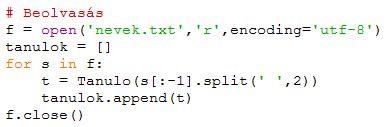 # Beolvasás
f = open('nevek.txt','r',encoding='utf-8')
tanulok = []
for s in f:
    t = Tanulo(s[:-1].split(' ',2))
    tanulok.append(t)
f.close()